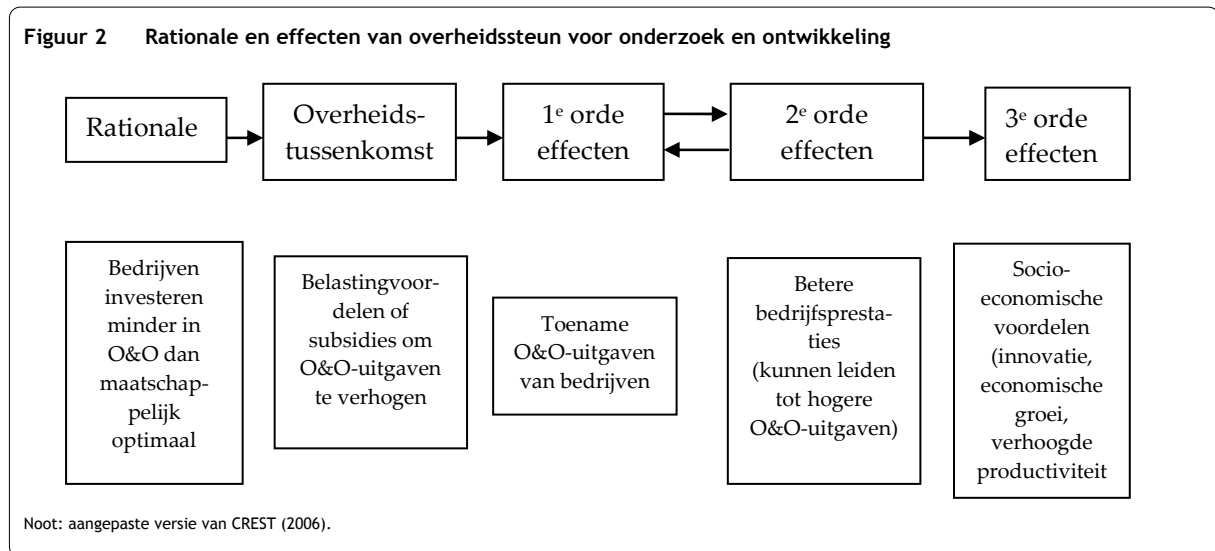 Figuur 2 Rationale en effecten van overheidssteun voor onderzoek en ontwikkeling
Rationale
Overheids-
tussenkomst
1e orde
effecten
2e orde
effecten
3e orde
effecten
Bedrijven
investeren
minder in
O&O dan
maatschap-
pelijk
optimaal
Belastingvoor-
delen of
subsidies om
O&O-uitgaven
te verhogen
Toename
O&O-uitgaven
van bedrijven
Betere
bedrijfspresta-
ties
(kunnen leiden
tot hogere
O&O-uitgaven)
Socio-
economische
voordelen
(innovatie,
economische
groei,
verhoogde
productiviteit
Noot: aangepaste versie van CREST (2006).